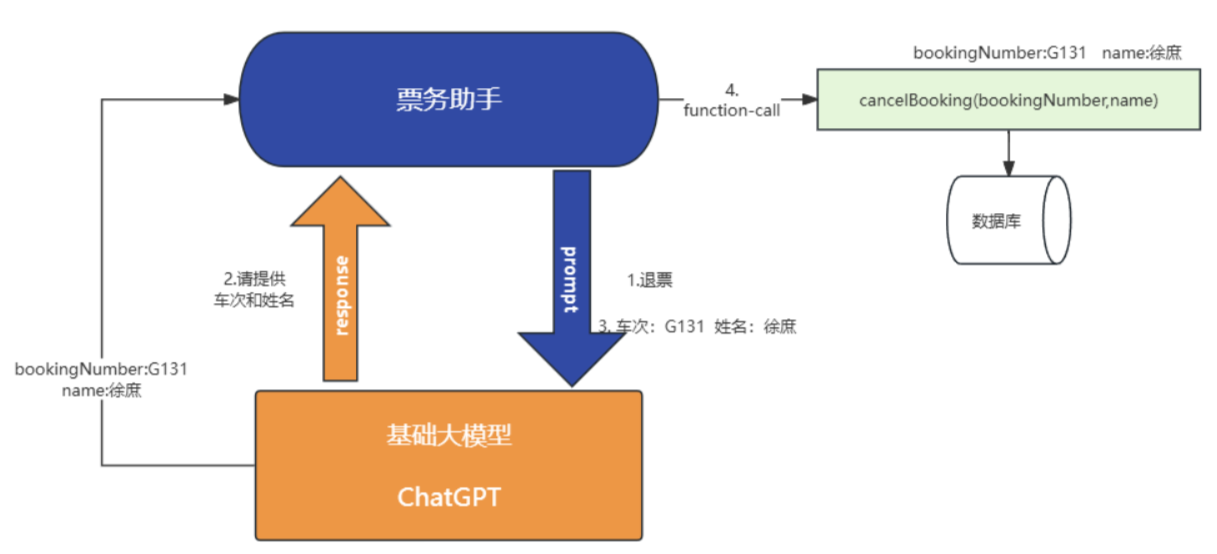 bookingNumber:G131 name:徐庶
票务助手
4.
function-call
cancelBooking(bookingNumber,name)
数据库
2.请提供
车次和姓名
response
prompt
1.退票
3. 车次：G131 姓名：徐庶
bookingNumber:G131
name:徐庶
基础大模型
ChatGPT